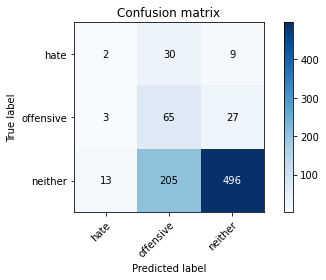 Confusion matrix
hate 2 30 9
offensive 3 65 27
neither 13 205 496
hate offensive neither
True label
Predicted label
400
300
200
100